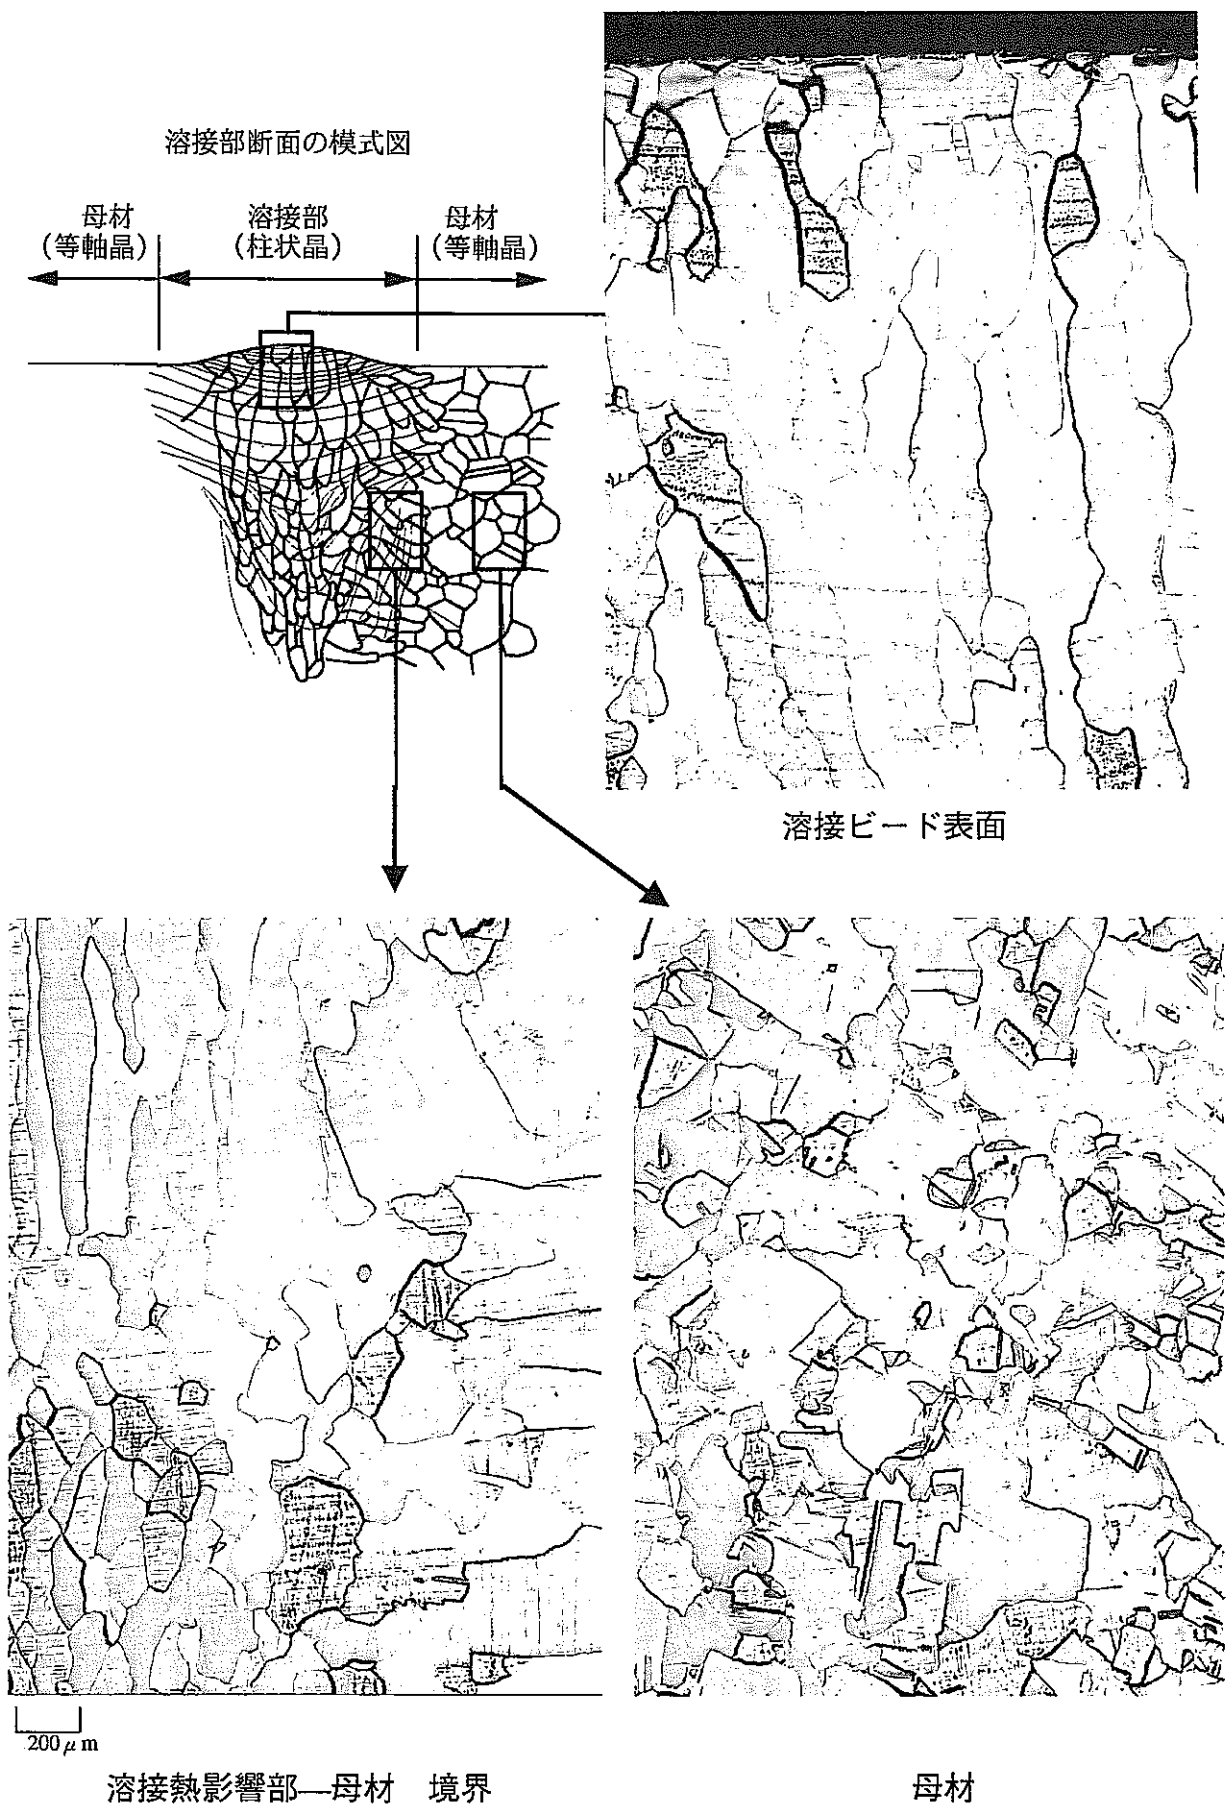 溶接部断面の模式図
母材
(等軸晶)
溶接部
(柱状晶)
母材
(等軸晶)
溶接ビード表面
200μm
溶接熱影響部—母材 境界
母材